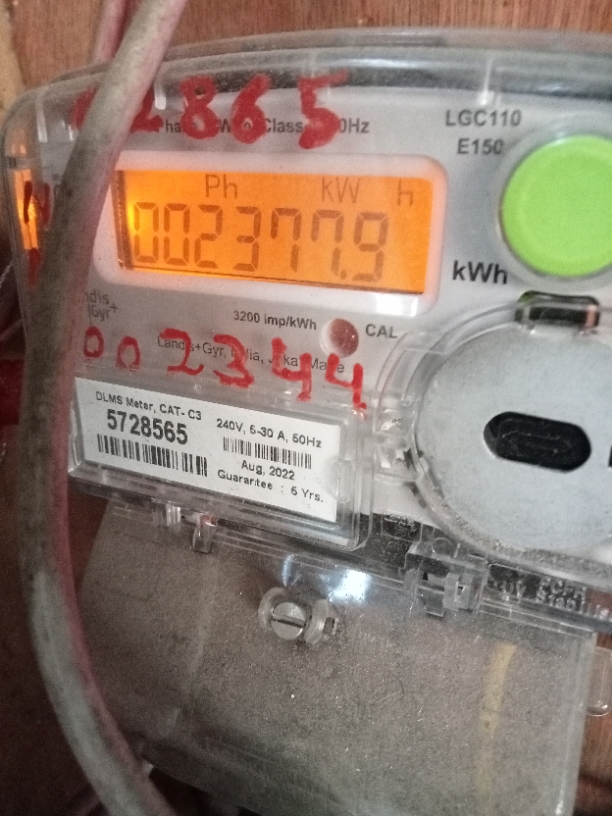 2865
LGC110
E150
Ph kW h
002377.9
kWh
3200 imp/kWh
CAL
002344
DLMS Meter, CAT- C3
5728565
240V, 5-30 A, 50Hz
Aug, 2022
Guarantee : 5 Yrs.